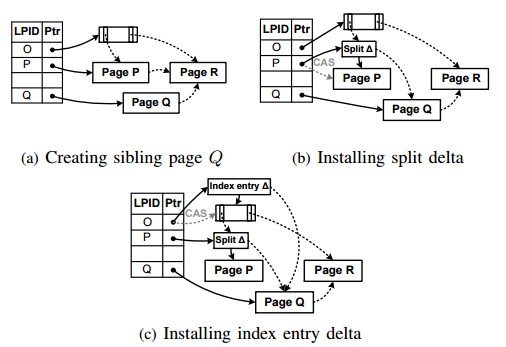 LPID Ptr
O
P
Page P
Page R
Q
Page Q
(a) Creating sibling page Q
LPID Ptr
O
Split Δ
P
CAS
Page P
Page R
Q
Page Q
(b) Installing split delta
Index entry Δ
LPID Ptr
CAS
O
P
Split Δ
Page P
Page R
Q
Page Q
(c) Installing index entry delta